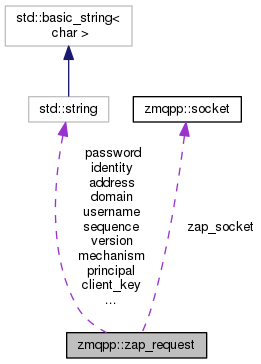 std::basic_string<
char >
std::string
zmqpp::socket
password
identity
address
domain
username
sequence
version
mechanism
principal
client_key
...
zap_socket
zmqpp::zap_request